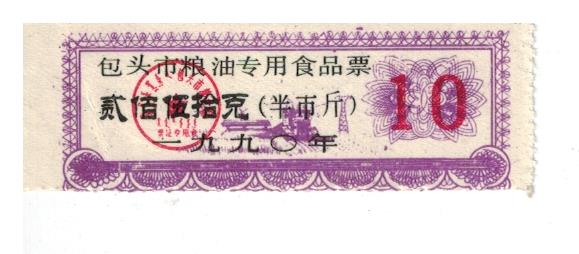 包头市粮油专用食品票
贰佰伍拾克(半市斤)
一九九〇年
10